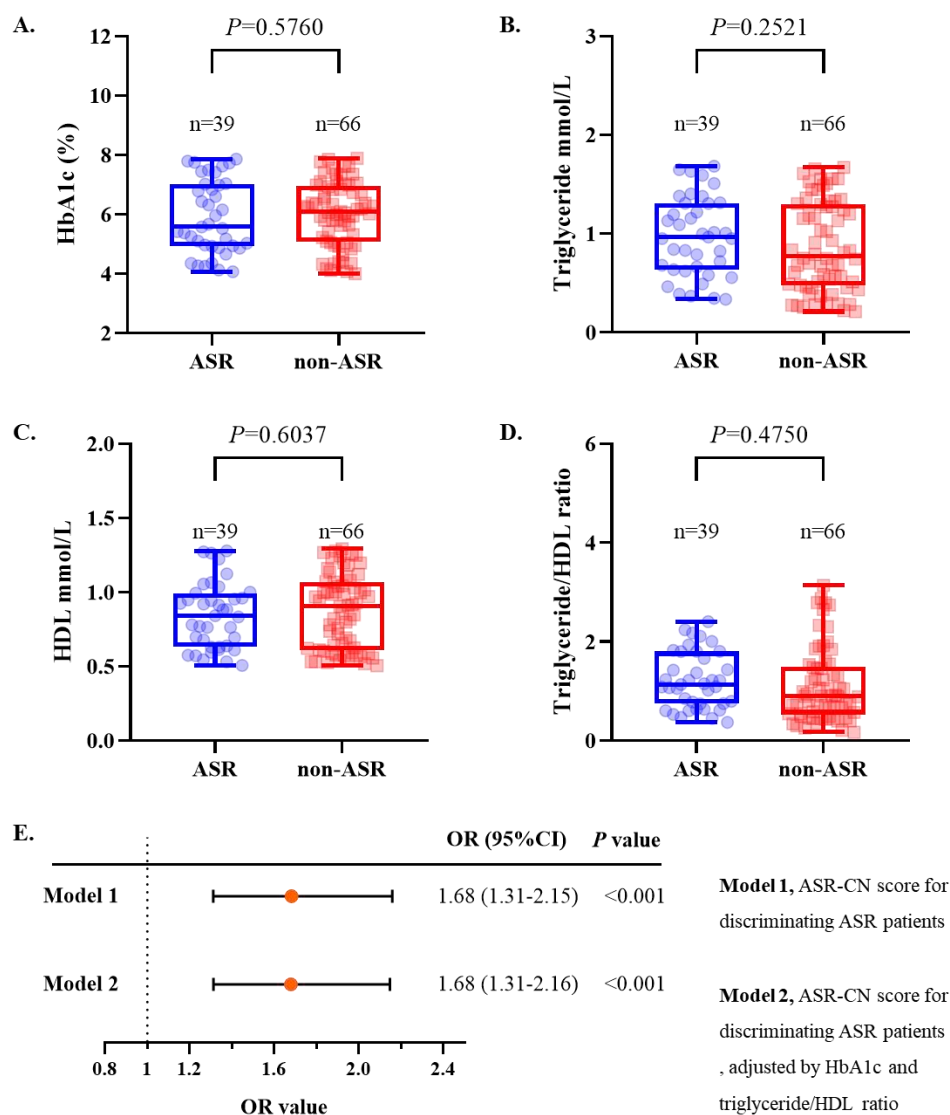 A.
P=0.5760
12
10
8
6
4
2
HbA1c (%)
n=39
n=66
ASR
non-ASR
B.
P=0.2521
3
2
1
0
Triglyceride mmol/L
n=39
n=66
ASR
non-ASR
C.
P=0.6037
2.0
1.5
1.0
0.5
0.0
HDL mmol/L
n=39
n=66
ASR
non-ASR
D.
P=0.4750
6
4
2
0
Triglyceride/HDL ratio
n=39
n=66
ASR
non-ASR
E.
OR (95%CI) P value
Model 1 1.68 (1.31-2.15) <0.001
Model 2 1.68 (1.31-2.16) <0.001
0.8 1 1.2 1.6 2.0 2.4
OR value
Model 1, ASR-CN score for
discriminating ASR patients
Model 2, ASR-CN score for
discriminating ASR patients
, adjusted by HbA1c and
triglyceride/HDL ratio